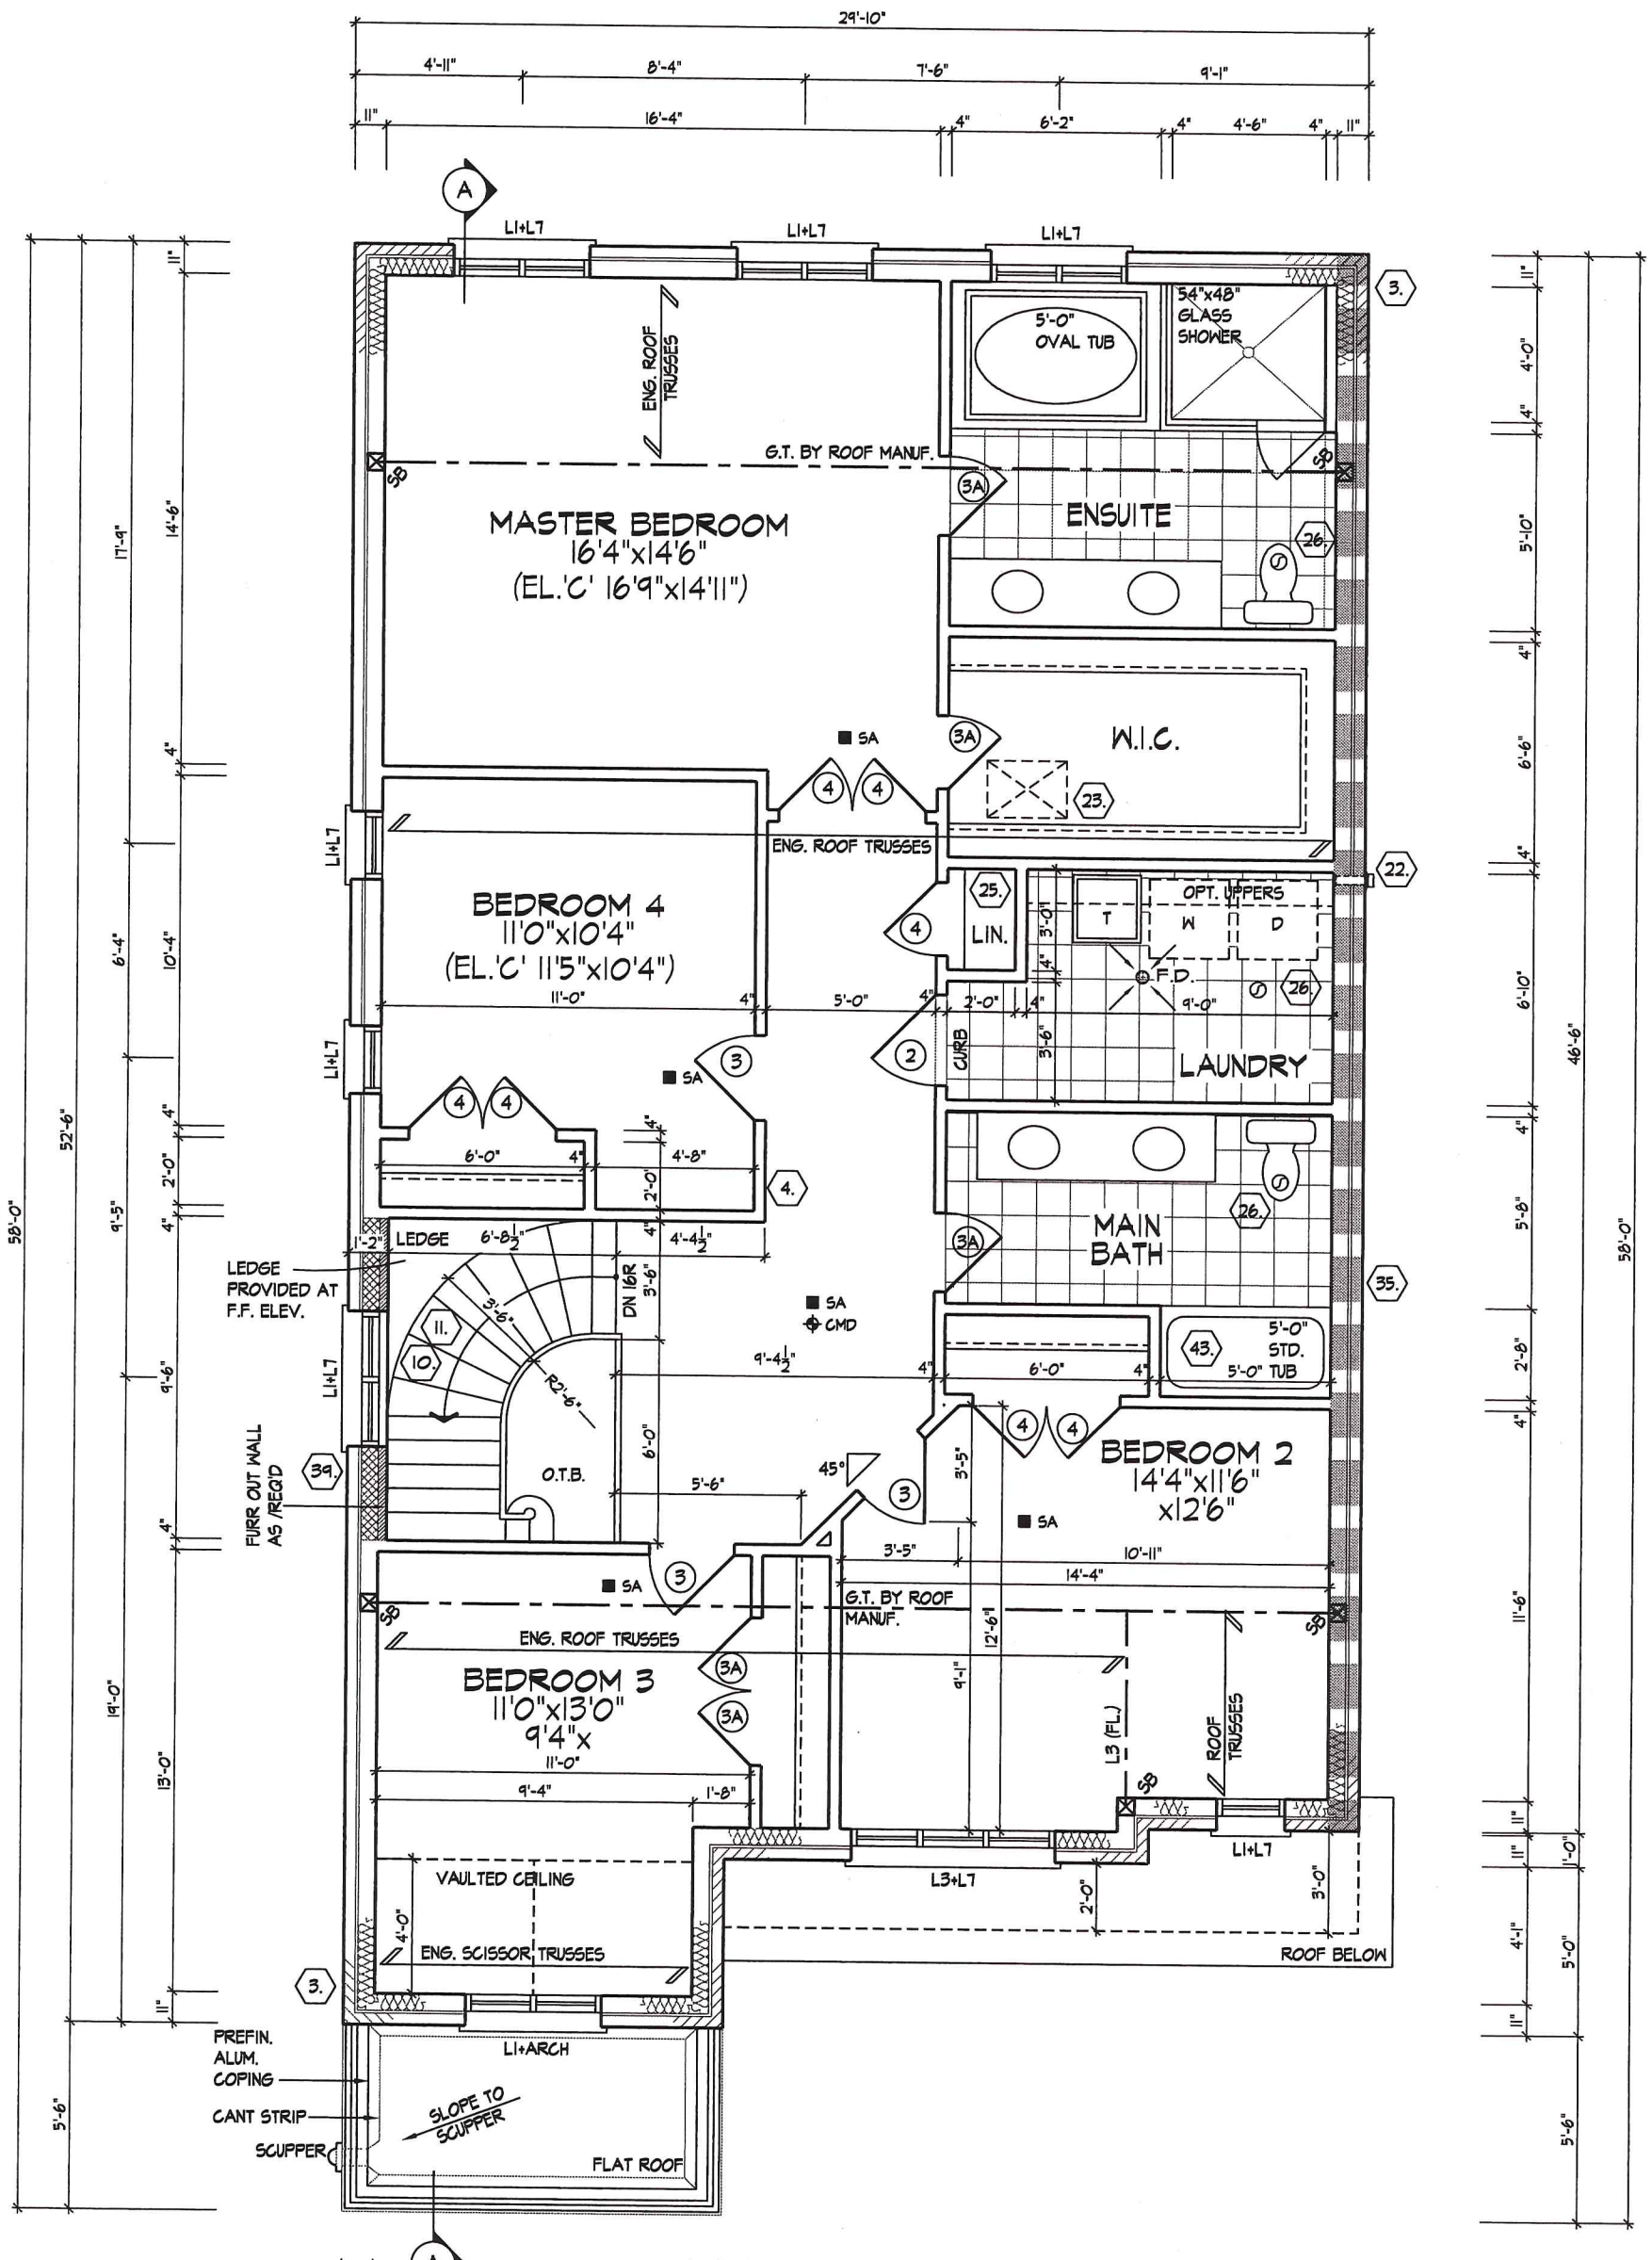 29'-10"
4'-11" 8'-4" 7'-6" 9'-1"
11" 16'-4" 4" 6'-2" 4" 4'-6" 4" 11"
A
L1+L7 L1+L7 L1+L7
3.
54"x48"
GLASS
SHOWER
5'-0"
OVAL TUB
ENG. ROOF
TRUSSES
G.T. BY ROOF MANUF.
SB
SB
3A
ENSUITE
26.
MASTER BEDROOM
16'4"x14'6"
(EL.'C' 16'9"x14'11")
SA
3A
W.I.C.
23.
4 4
ENG. ROOF TRUSSES
L1+L7
22.
BEDROOM 4
11'0"x10'4"
(EL.'C' 11'5"x10'4")
11'-0" 4" 5'-0" 4" 2'-0" 4" 9'-0"
25.
LIN.
4
3'-0"
4"
3'-6"
OPT. UPPERS
T W D
F.D.
26.
CURB
LAUNDRY
2
3
SA
L1+L7
4 4
6'-0" 4" 4'-8"
4"
2'-0"
4"
4.
26.
MAIN
BATH
3A
35.
1'-2" LEDGE 6'-8½" 4'-4½"
LEDGE
PROVIDED AT
F.F. ELEV.
DN 16R
3'-6"
3'-6"
11.
10.
R2'-6"
L1+L7
SA
CMD
9'-4½" 4" 6'-0" 4" 5'-0" TUB
43.
5'-0"
STD.
FURR OUT WALL
AS /REQ'D
39.
O.T.B.
6'-0"
5'-6"
45°
3
4 4
3'-5"
BEDROOM 2
14'4"x11'6"
x12'6"
SA
3'-5" 10'-11"
14'-4"
3
SA
SB
G.T. BY ROOF
MANUF.
SB
ENG. ROOF TRUSSES
12'-6"
9'-1"
BEDROOM 3
11'0"x13'0"
9'4"x
3A
3A
11'-0"
9'-4" 1'-8"
L3 (FL.)
ROOF
TRUSSES
SB
L1+L7
L3+L7
2'-0"
3'-0"
VAULTED CEILING
4'-0"
ENG. SCISSOR TRUSSES
ROOF BELOW
3.
L1+ARCH
PREFIN.
ALUM.
COPING
CANT STRIP
SCUPPER
SLOPE TO
SCUPPER
FLAT ROOF
A
58'-0"
52'-6"
5'-6"
17'-9"
6'-4"
9'-5"
19'-0"
11"
14'-6"
4"
10'-4"
4"
2'-0"
4"
9'-6"
4"
13'-0"
11"
11"
4'-0"
4"
5'-10"
4"
6'-6"
4"
6'-10"
4"
5'-8"
2'-8"
4"
11'-6"
11"
11"
4'-1"
11"
46'-6"
1'-0"
5'-0"
5'-6"
58'-0"